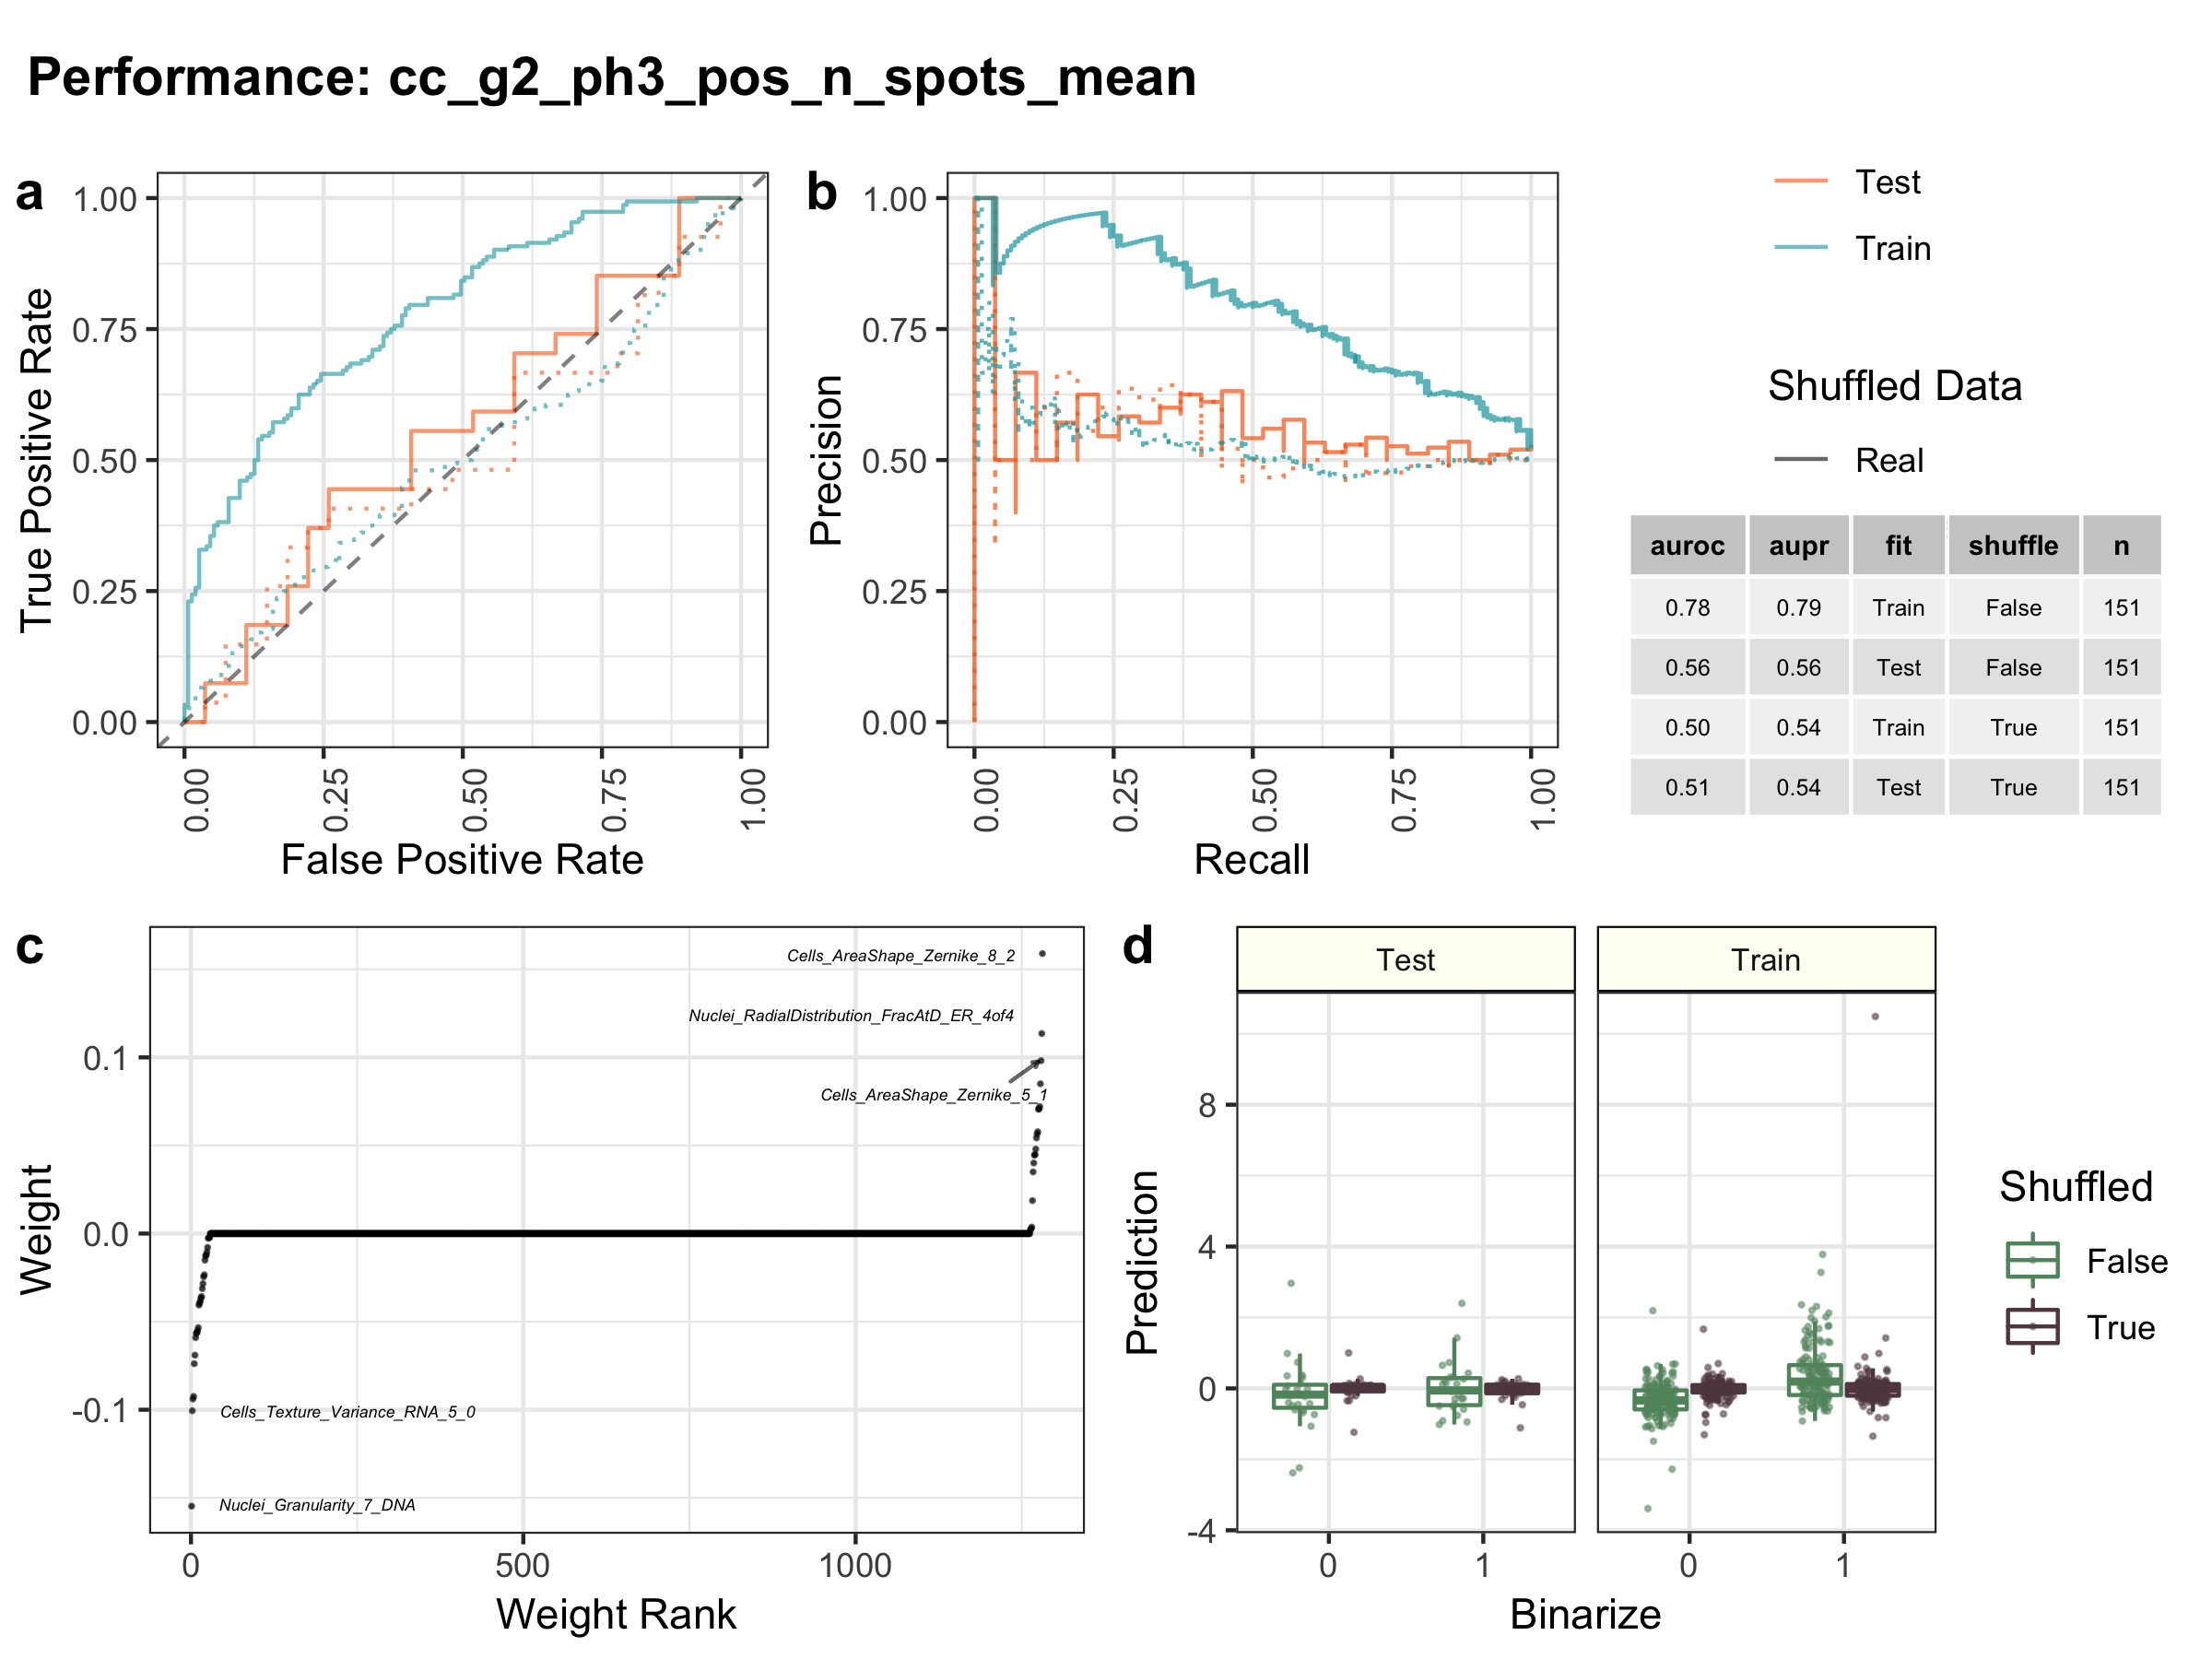 Performance: cc_g2_ph3_pos_n_spots_mean
a
True Positive Rate
1.00
0.75
0.50
0.25
0.00
0.00 0.25 0.50 0.75 1.00
False Positive Rate
b
Precision
1.00
0.75
0.50
0.25
0.00
0.00 0.25 0.50 0.75 1.00
Recall
Test
Train
Shuffled Data
Real
auroc aupr fit shuffle n
0.78 0.79 Train False 151
0.56 0.56 Test False 151
0.50 0.54 Train True 151
0.51 0.54 Test True 151
c
Weight
0.1
0.0
-0.1
Cells_AreaShape_Zernike_8_2
Nuclei_RadialDistribution_FracAtD_ER_4of4
Cells_AreaShape_Zernike_5_1
Cells_Texture_Variance_RNA_5_0
Nuclei_Granularity_7_DNA
0 500 1000
Weight Rank
d
Test Train
Prediction
8
4
0
-4
0 1 0 1
Binarize
Shuffled
False
True